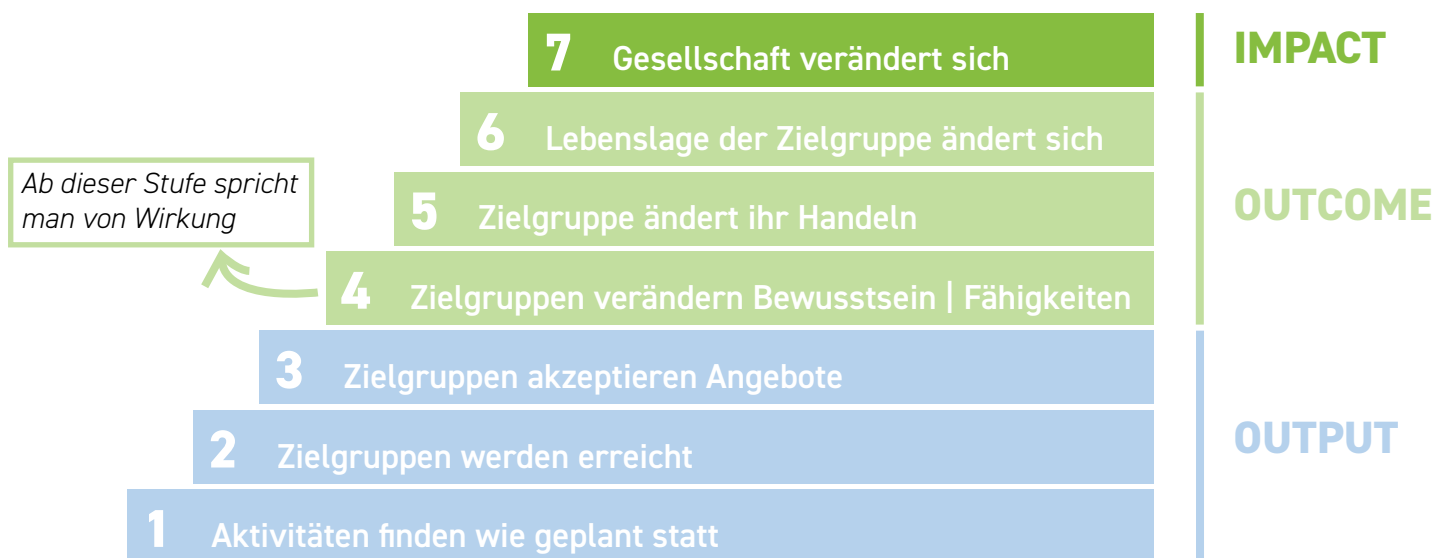 7 Gesellschaft verändert sich
IMPACT
6 Lebenslage der Zielgruppe ändert sich
Ab dieser Stufe spricht
man von Wirkung
5 Zielgruppe ändert ihr Handeln
OUTCOME
4 Zielgruppen verändern Bewusstsein | Fähigkeiten
3 Zielgruppen akzeptieren Angebote
2 Zielgruppen werden erreicht
OUTPUT
1 Aktivitäten finden wie geplant statt